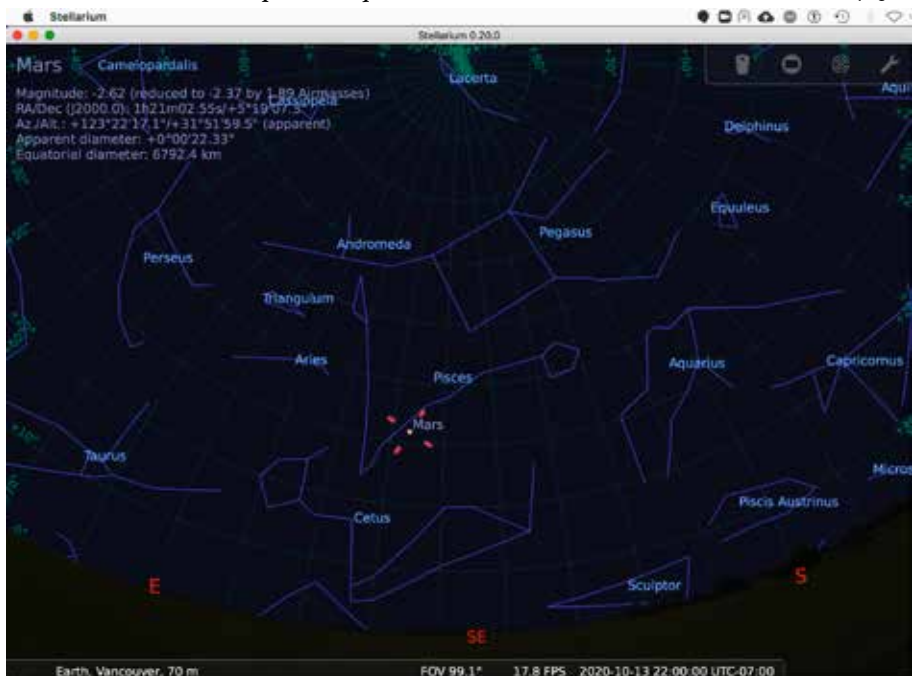 Stellarium
Stellarium 0.20.0
Mars
Camelopardalis
Lacerta
Magnitude: -2.62 (reduced to -2.37 by 1.89 Airmasses)
Cassiopeia
Aqui
RA/Dec (J2000.0): 1h21m02.55s/+5°19'07.3"
Az./Alt.: +123°22'17.1"/+31°51'59.5" (apparent)
Delphinus
Apparent diameter: +0°00'22.33"
Equatorial diameter: 6792.4 km
Equuleus
Pegasus
Andromeda
Perseus
Triangulum
Aries
Aquarius
Capricornus
Pisces
Mars
Taurus
Micros
Piscis Austrinus
Cetus
S
E
Sculptor
SE
Earth, Vancouver, 70 m
FOV 99.1°
17.8 FPS
2020-10-13 22:00:00 UTC-07:00